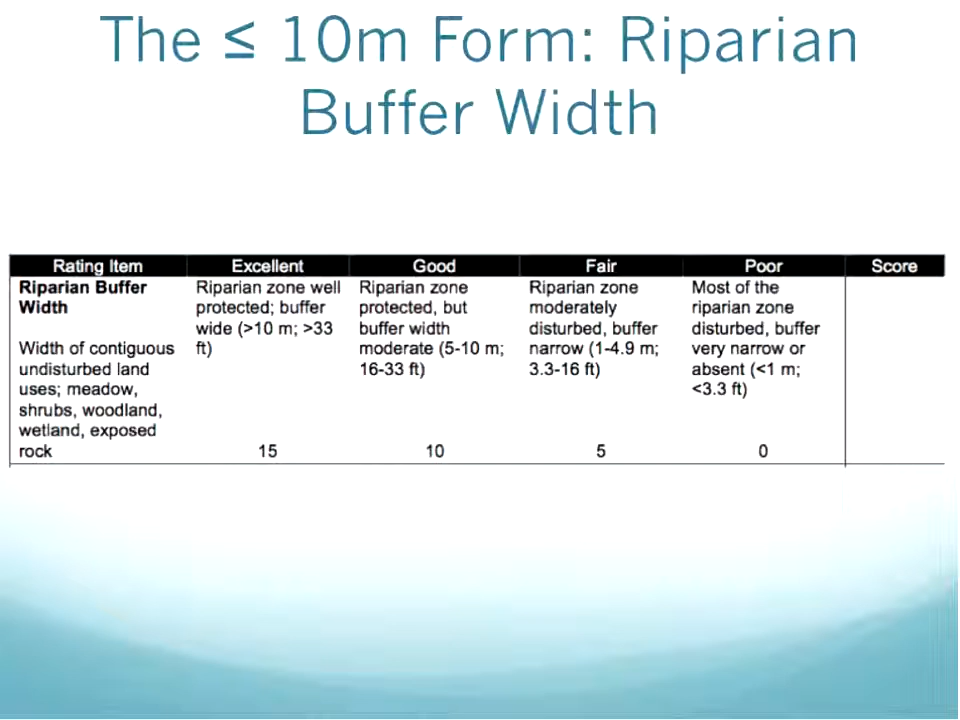 The ≤ 10m Form: Riparian
Buffer Width
Rating Item Excellent Good Fair Poor Score
Riparian Buffer
Width
Width of contiguous
undisturbed land
uses; meadow,
shrubs, woodland,
wetland, exposed
rock
Riparian zone well
protected; buffer
wide (>10 m; >33
ft)
15
Riparian zone
protected, but
buffer width
moderate (5-10 m;
16-33 ft)
10
Riparian zone
moderately
disturbed, buffer
narrow (1-4.9 m;
3.3-16 ft)
5
Most of the
riparian zone
disturbed, buffer
very narrow or
absent (<1 m;
<3.3 ft)
0